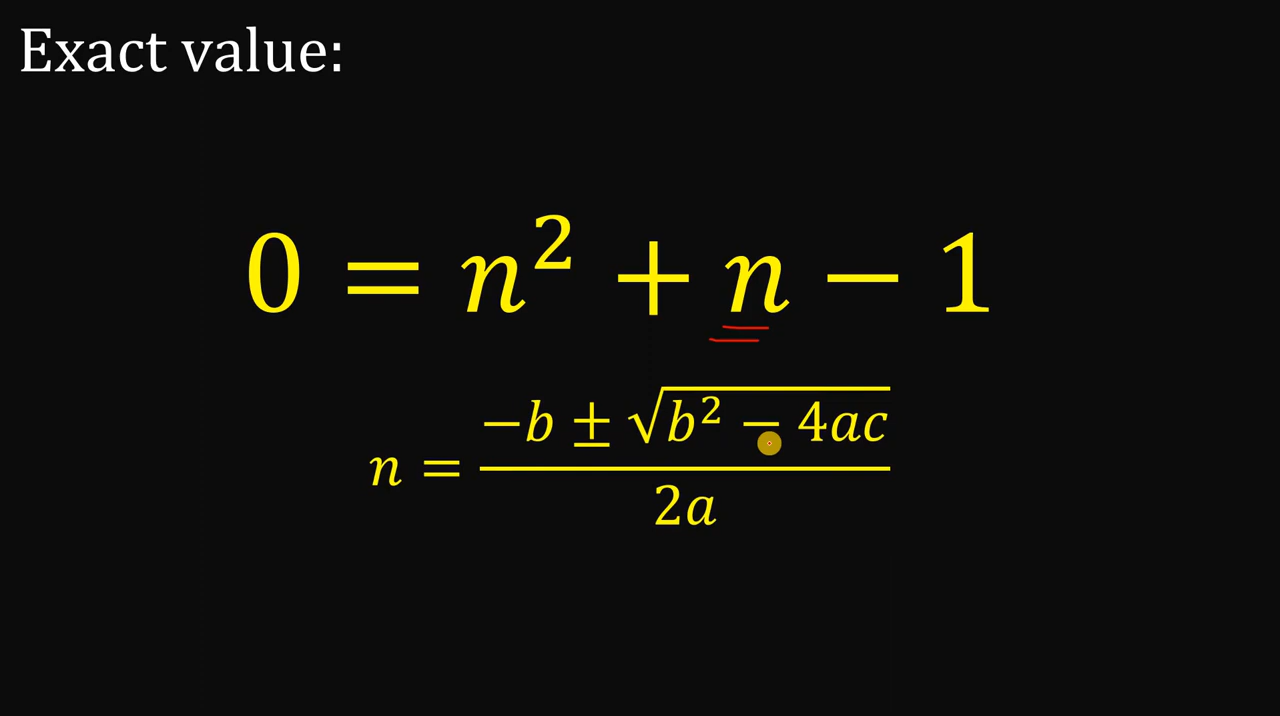 Exact value:
0 = n² + n − 1
n = (−b ± √(b² − 4ac)) / 2a